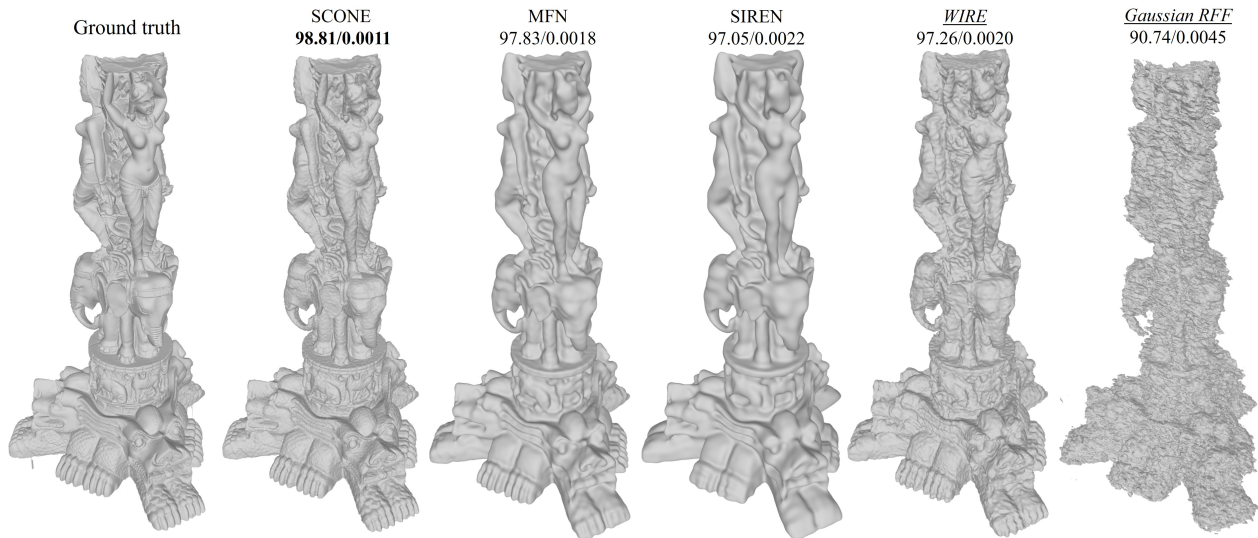 Ground truth
SCONE
98.81/0.0011
MFN
97.83/0.0018
SIREN
97.05/0.0022
WIRE
97.26/0.0020
Gaussian RFF
90.74/0.0045